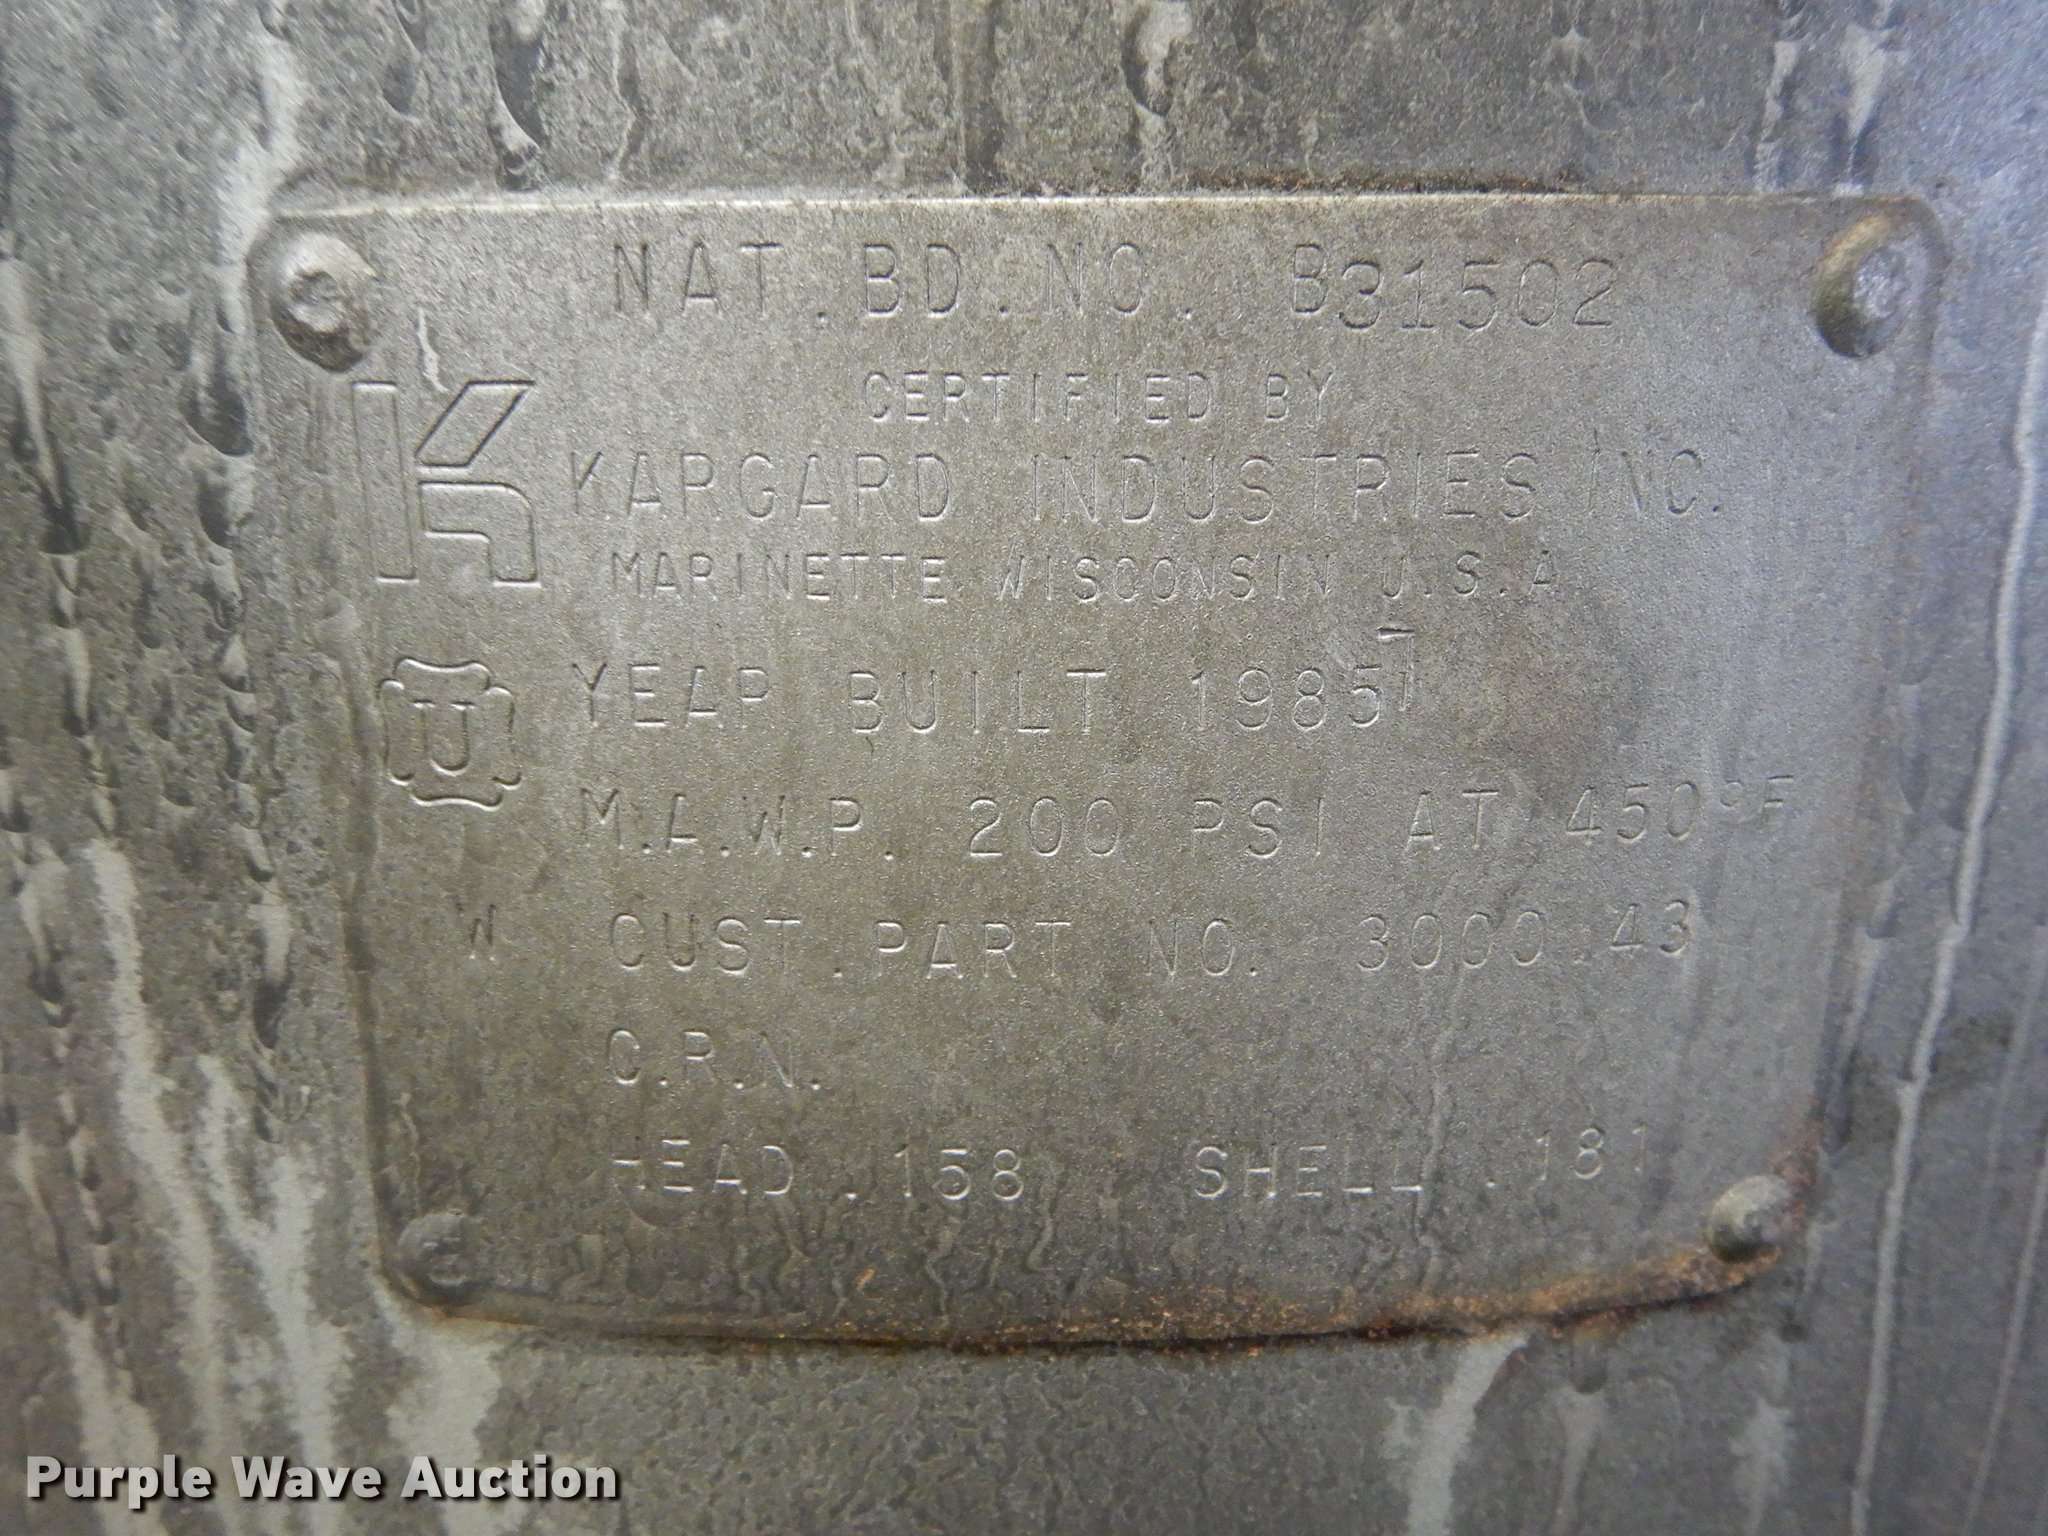 NAT.BD.NO. B31502
K
CERTIFIED BY
KARGARD INDUSTRIES INC.
MARINETTE WISCONSIN U.S.A
U
YEAR BUILT 19857
M.A.W.P. 200 PSI AT 450°F
W CUST.PART NO. 3000.43
C.R.N.
HEAD .158 SHELL .181
Purple Wave Auction